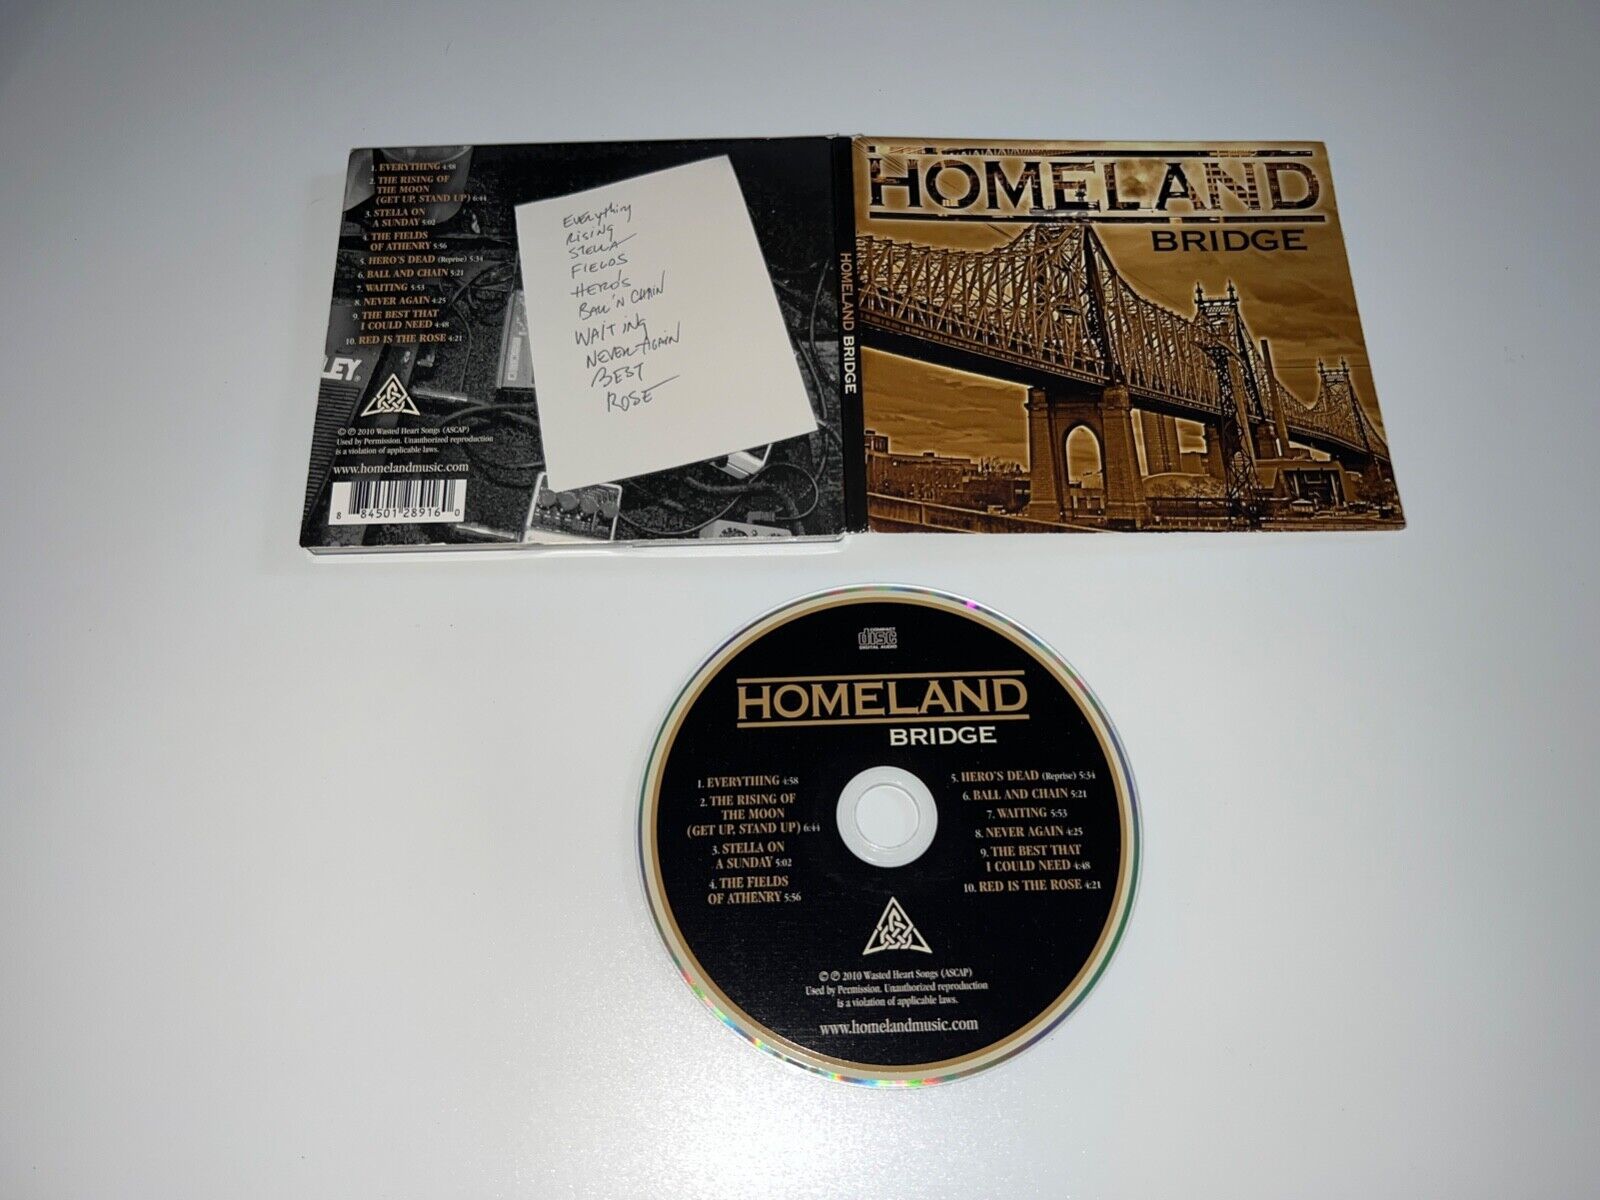 1. EVERYTHING 4:58
2. THE RISING OF
THE MOON
(GET UP, STAND UP) 6:44
3. STELLA ON
A SUNDAY 5:02
4. THE FIELDS
OF ATHENRY 5:56
5. HERO'S DEAD (Reprise) 5:34
6. BALL AND CHAIN 5:21
7. WAITING 5:53
8. NEVER AGAIN 4:25
9. THE BEST THAT
I COULD NEED 4:48
10. RED IS THE ROSE 4:21
LEY
© ℗ 2010 Wasted Heart Songs (ASCAP)
Used by Permission. Unauthorized reproduction
is a violation of applicable laws.
www.homelandmusic.com
8 84501 28916 0
Everything
Rising
Stella
Fields
Hero's
Ball 'N Chain
Waiting
Never Again
Best
Rose
HOMELAND BRIDGE
HOMELAND
BRIDGE
COMPACT
disc
DIGITAL AUDIO
HOMELAND
BRIDGE
1. EVERYTHING 4:58
2. THE RISING OF
THE MOON
(GET UP, STAND UP) 6:44
3. STELLA ON
A SUNDAY 5:02
4. THE FIELDS
OF ATHENRY 5:56
5. HERO'S DEAD (Reprise) 5:34
6. BALL AND CHAIN 5:21
7. WAITING 5:53
8. NEVER AGAIN 4:25
9. THE BEST THAT
I COULD NEED 4:48
10. RED IS THE ROSE 4:21
© ℗ 2010 Wasted Heart Songs (ASCAP)
Used by Permission. Unauthorized reproduction
is a violation of applicable laws.
www.homelandmusic.com